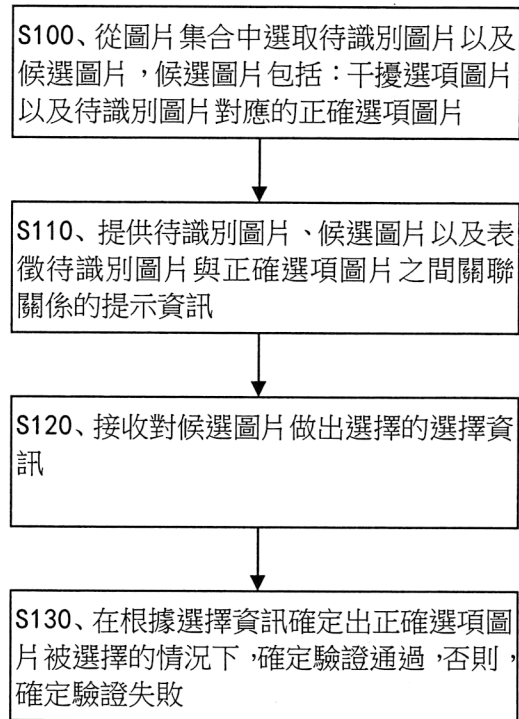 S100、從圖片集合中選取待識別圖片以及
候選圖片，候選圖片包括：干擾選項圖片
以及待識別圖片對應的正確選項圖片
S110、提供待識別圖片、候選圖片以及表
徵待識別圖片與正確選項圖片之間關聯
關係的提示資訊
S120、接收對候選圖片做出選擇的選擇資
訊
S130、在根據選擇資訊確定出正確選項圖
片被選擇的情況下，確定驗證通過，否則，
確定驗證失敗